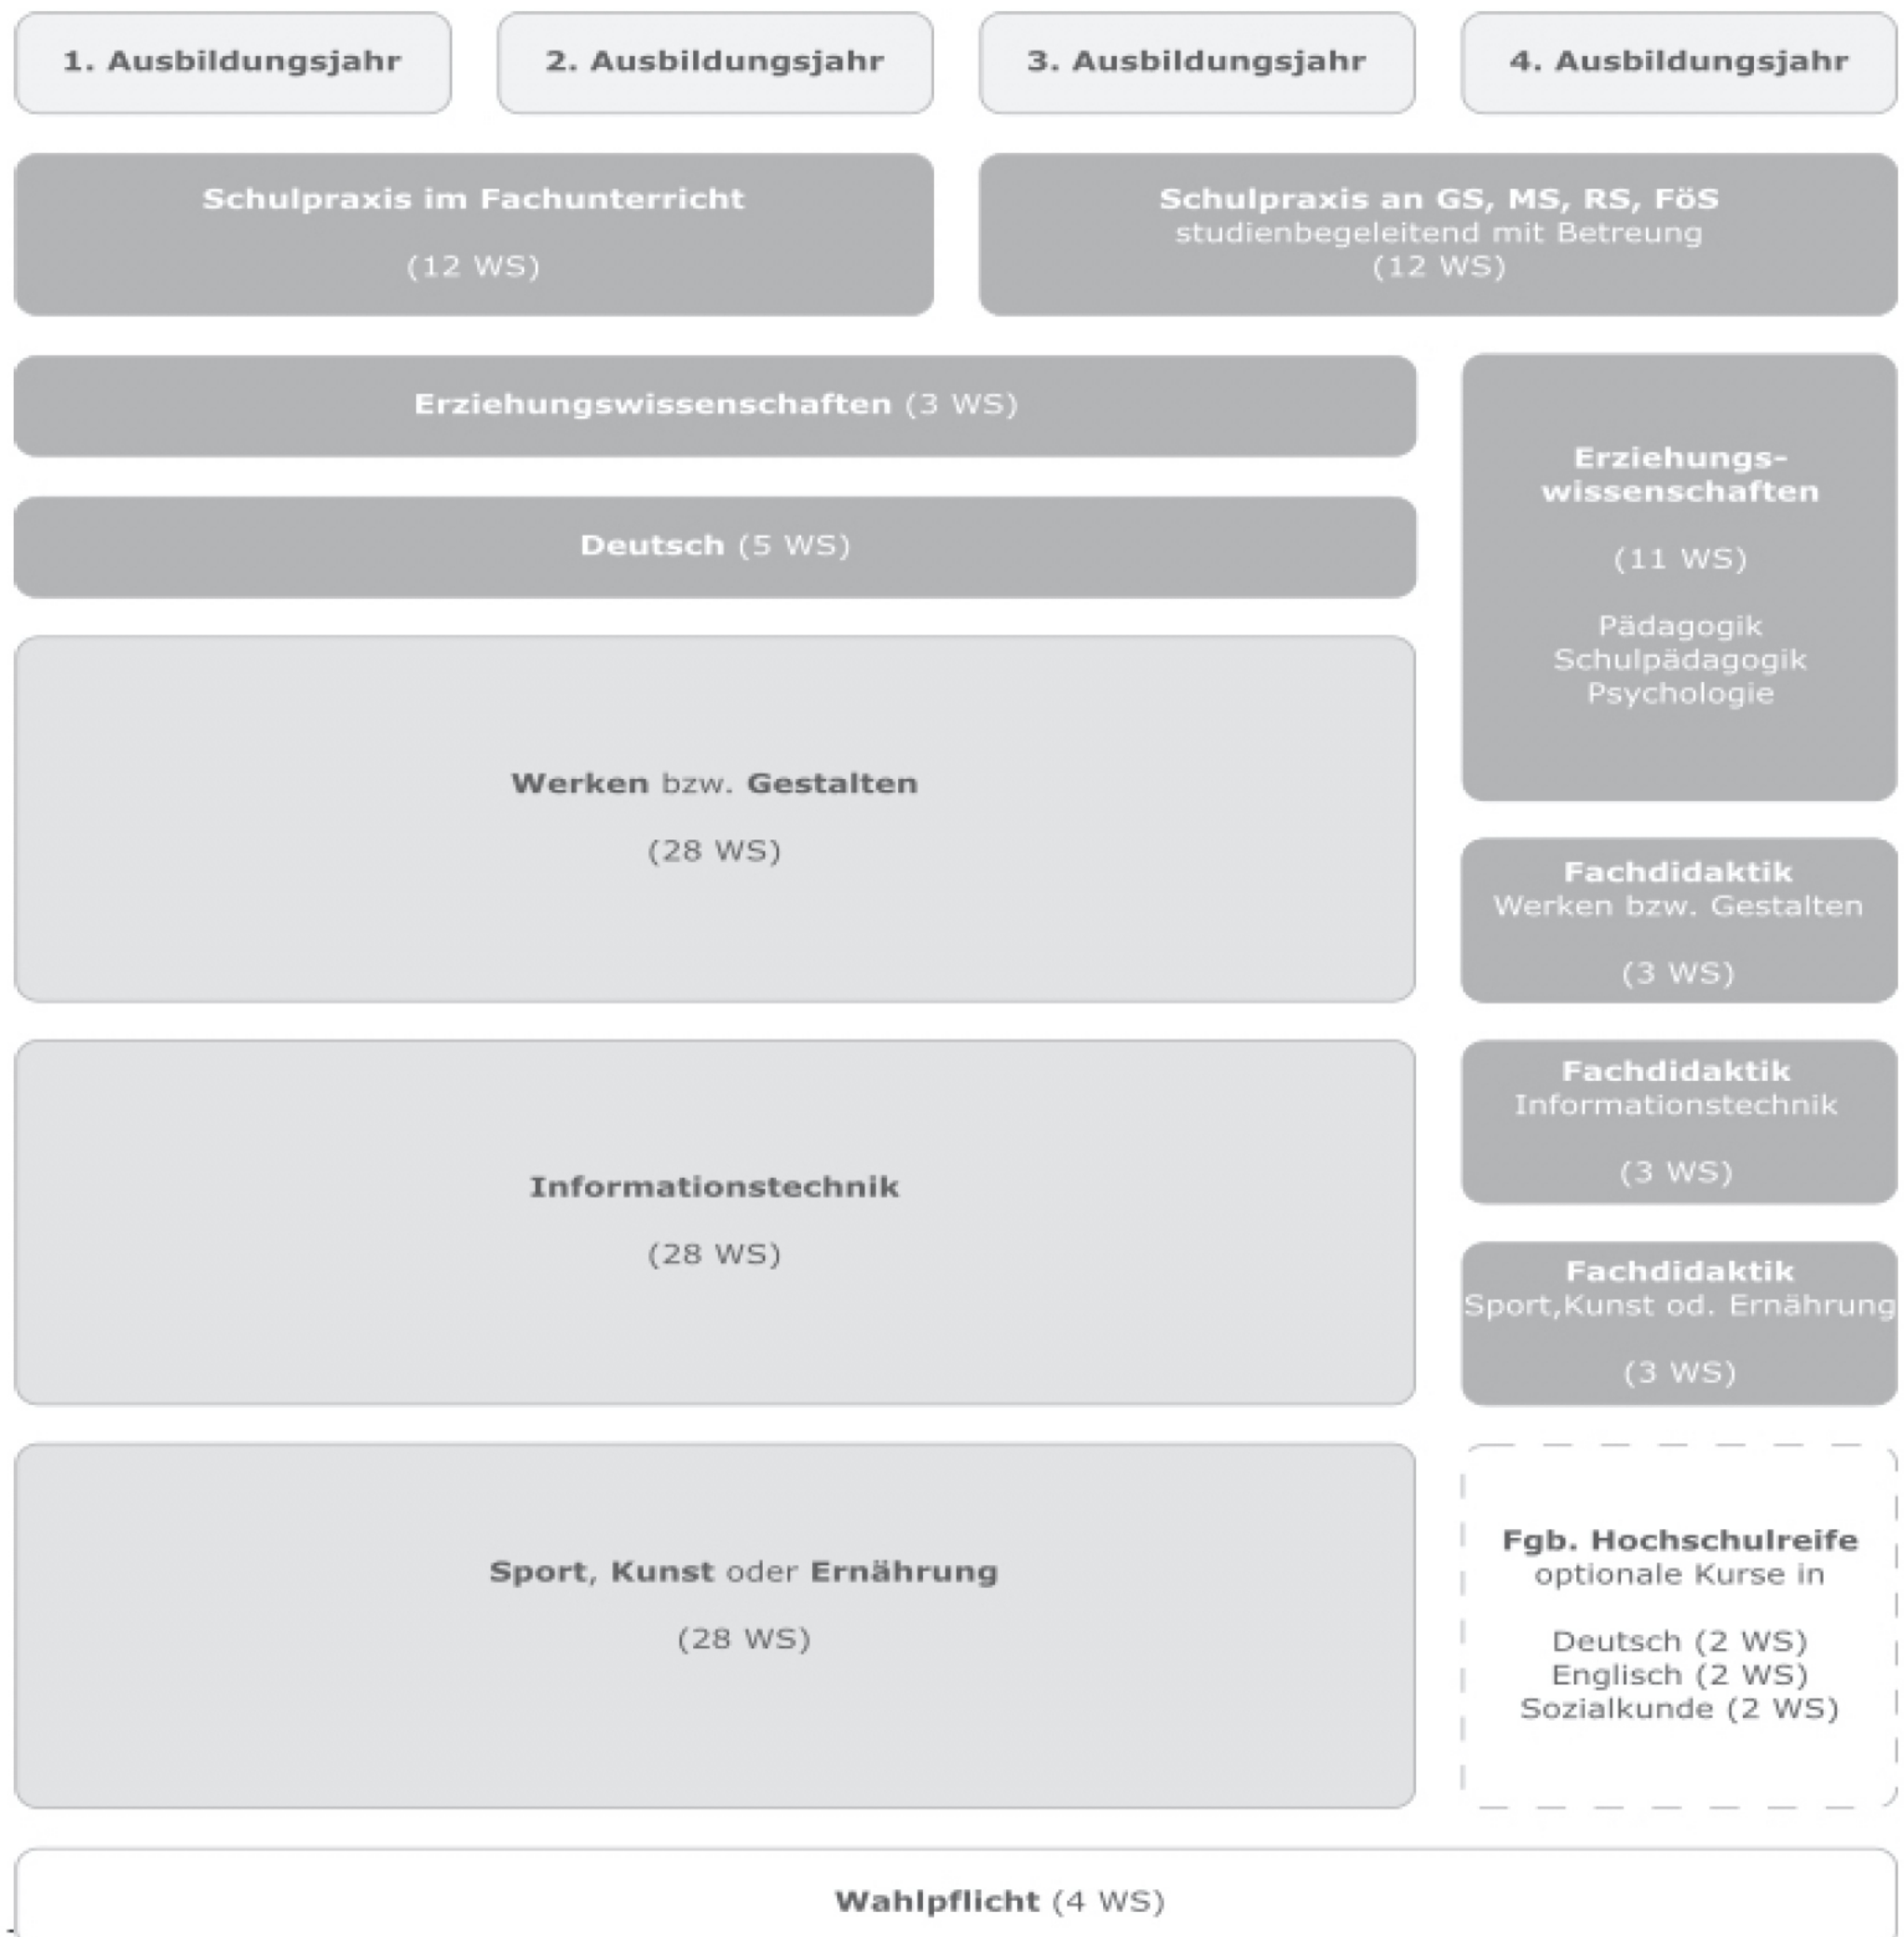 1. Ausbildungsjahr
2. Ausbildungsjahr
3. Ausbildungsjahr
4. Ausbildungsjahr
Schulpraxis im Fachunterricht
(12 WS)
Schulpraxis an GS, MS, RS, FöS
studienbegeleitend mit Betreung
(12 WS)
Erziehungswissenschaften (3 WS)
Deutsch (5 WS)
Erziehungs-
wissenschaften
(11 WS)
Pädagogik
Schulpädagogik
Psychologie
Werken bzw. Gestalten
(28 WS)
Fachdidaktik
Werken bzw. Gestalten
(3 WS)
Informationstechnik
(28 WS)
Fachdidaktik
Informationstechnik
(3 WS)
Fachdidaktik
Sport,Kunst od. Ernährung
(3 WS)
Sport, Kunst oder Ernährung
(28 WS)
Fgb. Hochschulreife
optionale Kurse in
Deutsch (2 WS)
Englisch (2 WS)
Sozialkunde (2 WS)
Wahlpflicht (4 WS)